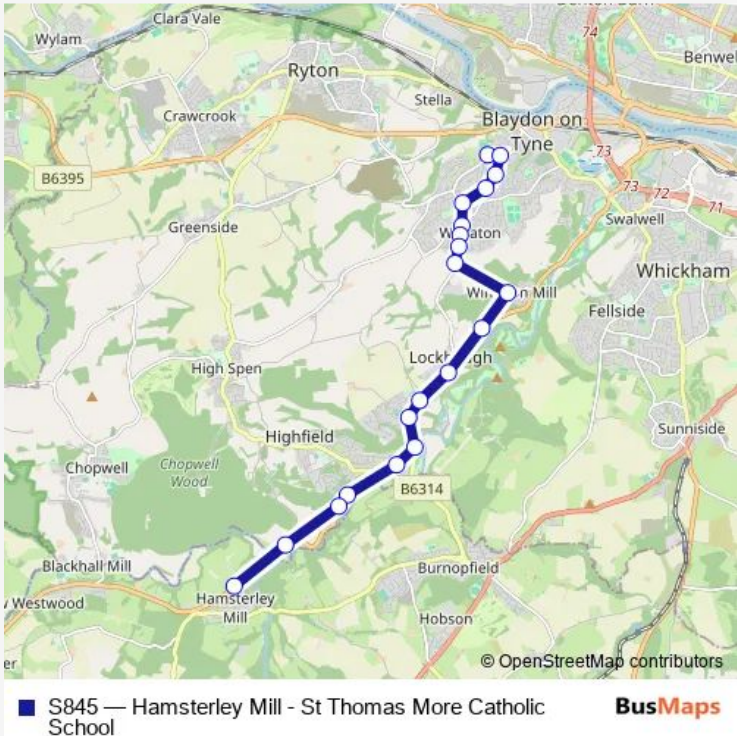 Clara Vale
Wylam
74
Benwel
Ryton
Stella
Crawcrook
Blaydon on
Tyne
73
B6395
73
72
71
Swalwell
Greenside
Whickham
Fellside
High Spen
Sunniside
Highfield
Chopwell
Chopwell
Wood
B6314
Blackhall Mill
Burnopfield
Westwood
Hamsterley
Mill
Hobson
er
© OpenStreetMap contributors
S845 — Hamsterley Mill - St Thomas More Catholic
School
BusMaps